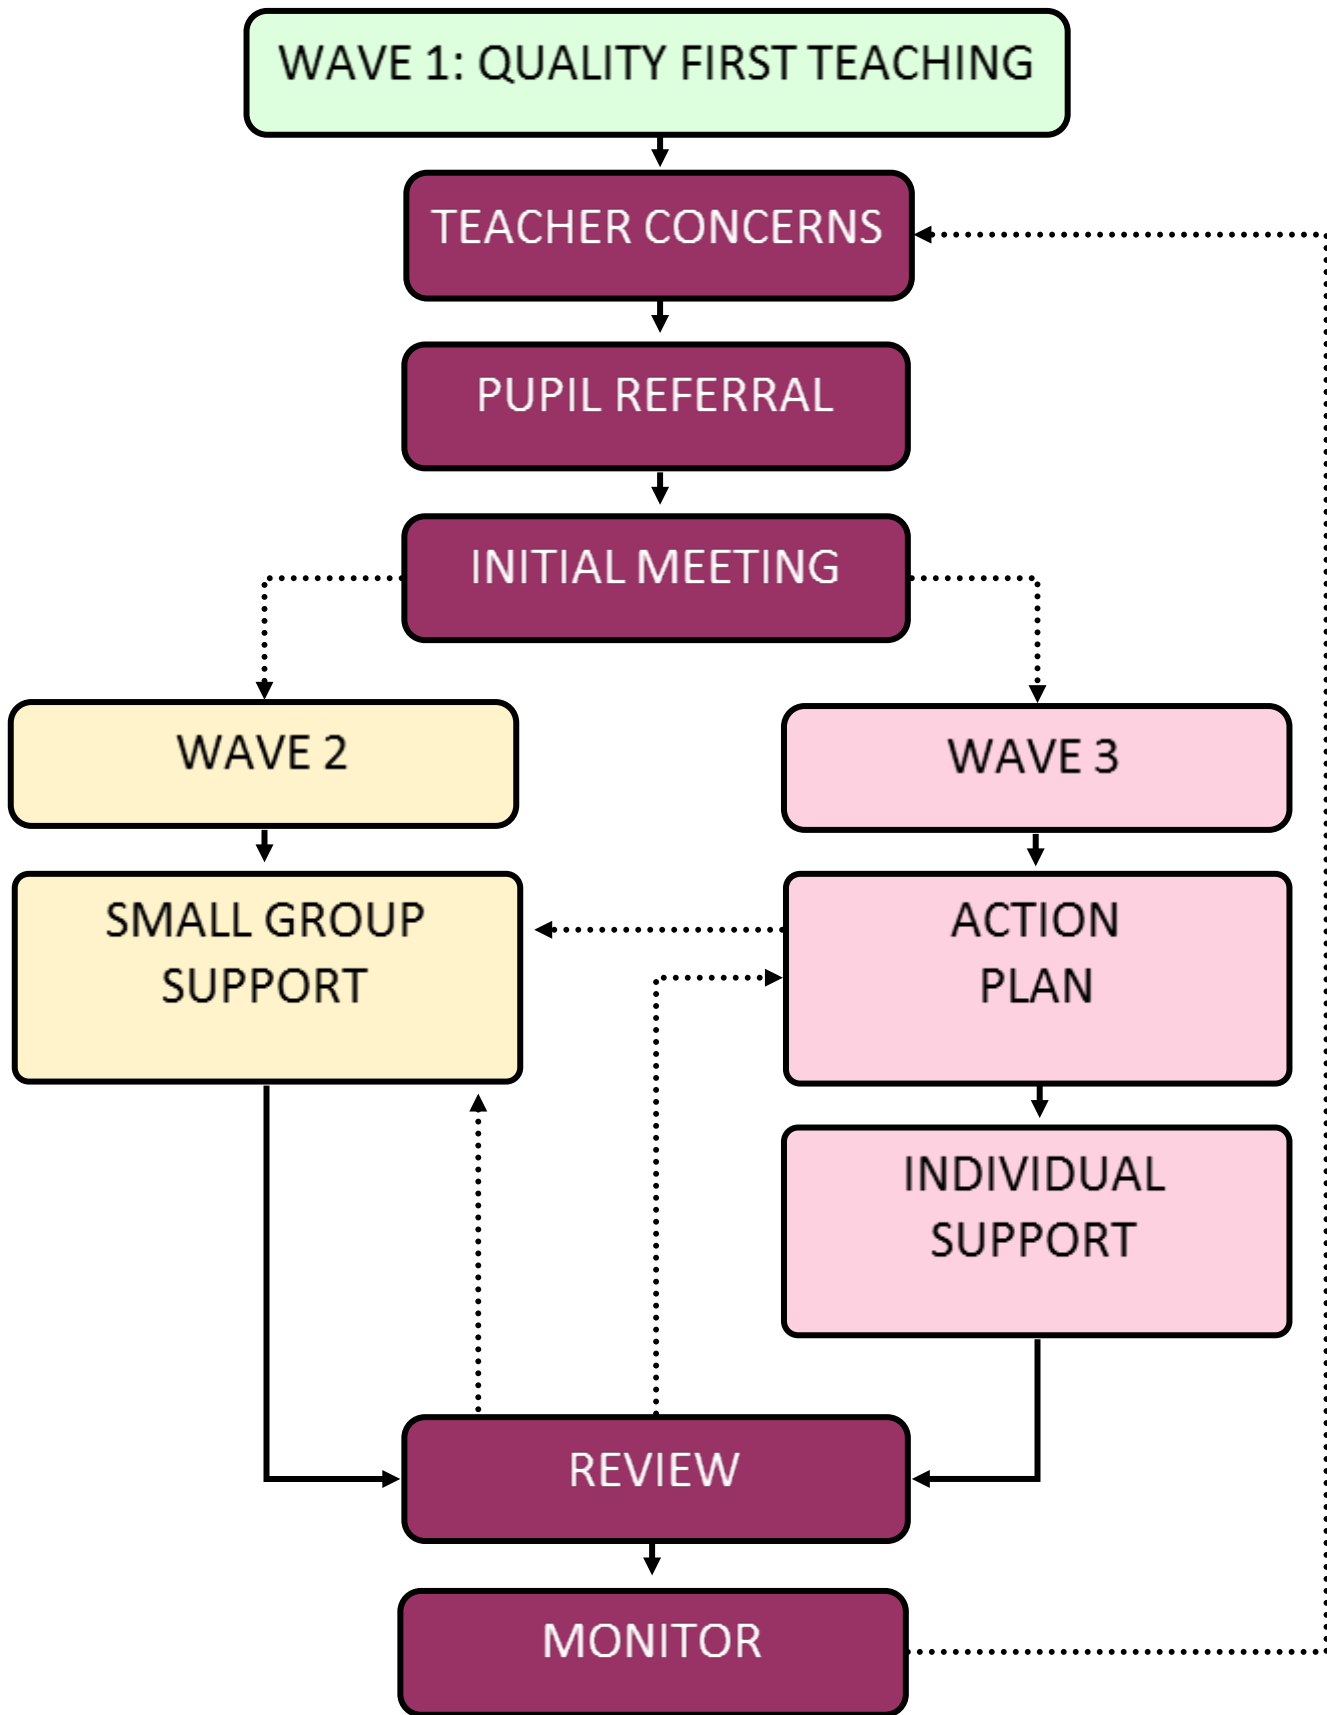 WAVE 1: QUALITY FIRST TEACHING
TEACHER CONCERNS
PUPIL REFERRAL
INITIAL MEETING
WAVE 2
WAVE 3
SMALL GROUP
SUPPORT
ACTION
PLAN
INDIVIDUAL
SUPPORT
REVIEW
MONITOR